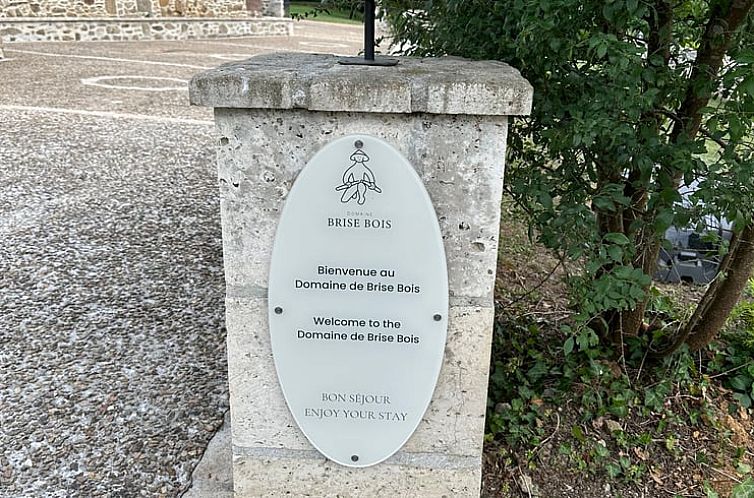 DOMAINE
BRISE BOIS
Bienvenue au
Domaine de Brise Bois
Welcome to the
Domaine de Brise Bois
BON SÉJOUR
ENJOY YOUR STAY